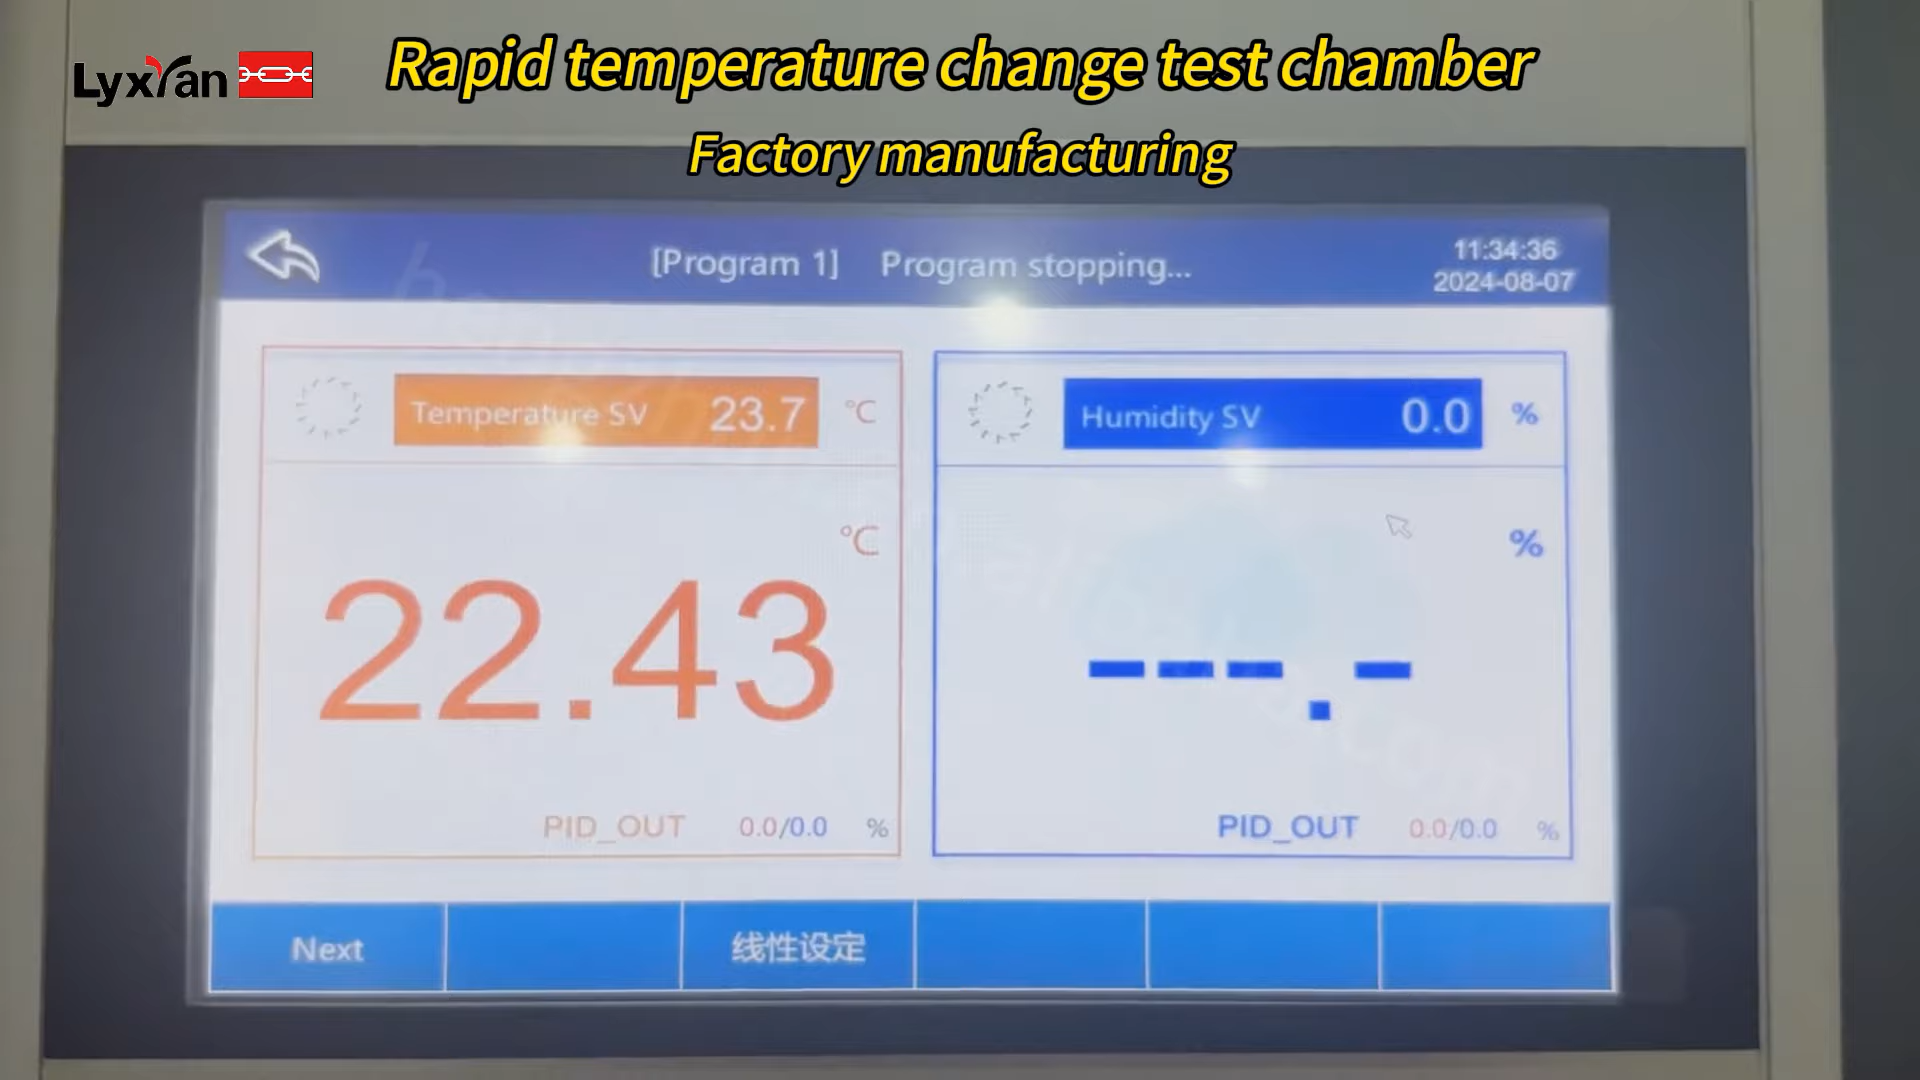 LyxYan
Rapid temperature change test chamber
Factory manufacturing
[Program 1] Program stopping...
11:34:36
2024-08-07
Temperature SV 23.7 °C
Humidity SV 0.0 %
°C
22.43
%
---.-
PID_OUT 0.0/0.0 %
PID_OUT 0.0/0.0 %
Next
线性设定